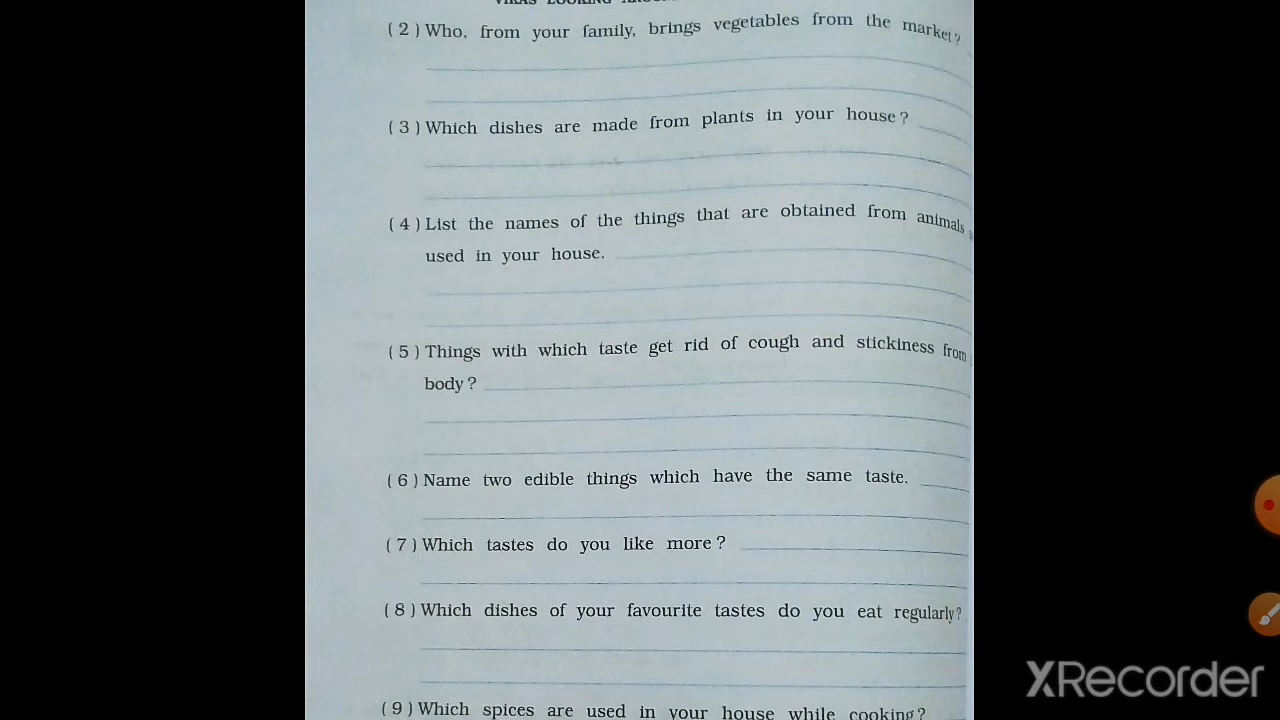 VIKAS LOOKING
( 2 ) Who, from your family, brings vegetables from the market?
( 3 ) Which dishes are made from plants in your house ?
( 4 ) List the names of the things that are obtained from animals
used in your house.
( 5 ) Things with which taste get rid of cough and stickiness from
body ?
( 6 ) Name two edible things which have the same taste.
( 7 ) Which tastes do you like more ?
( 8 ) Which dishes of your favourite tastes do you eat regularly?
( 9 ) Which spices are used in your house while cooking ?
XRecorder